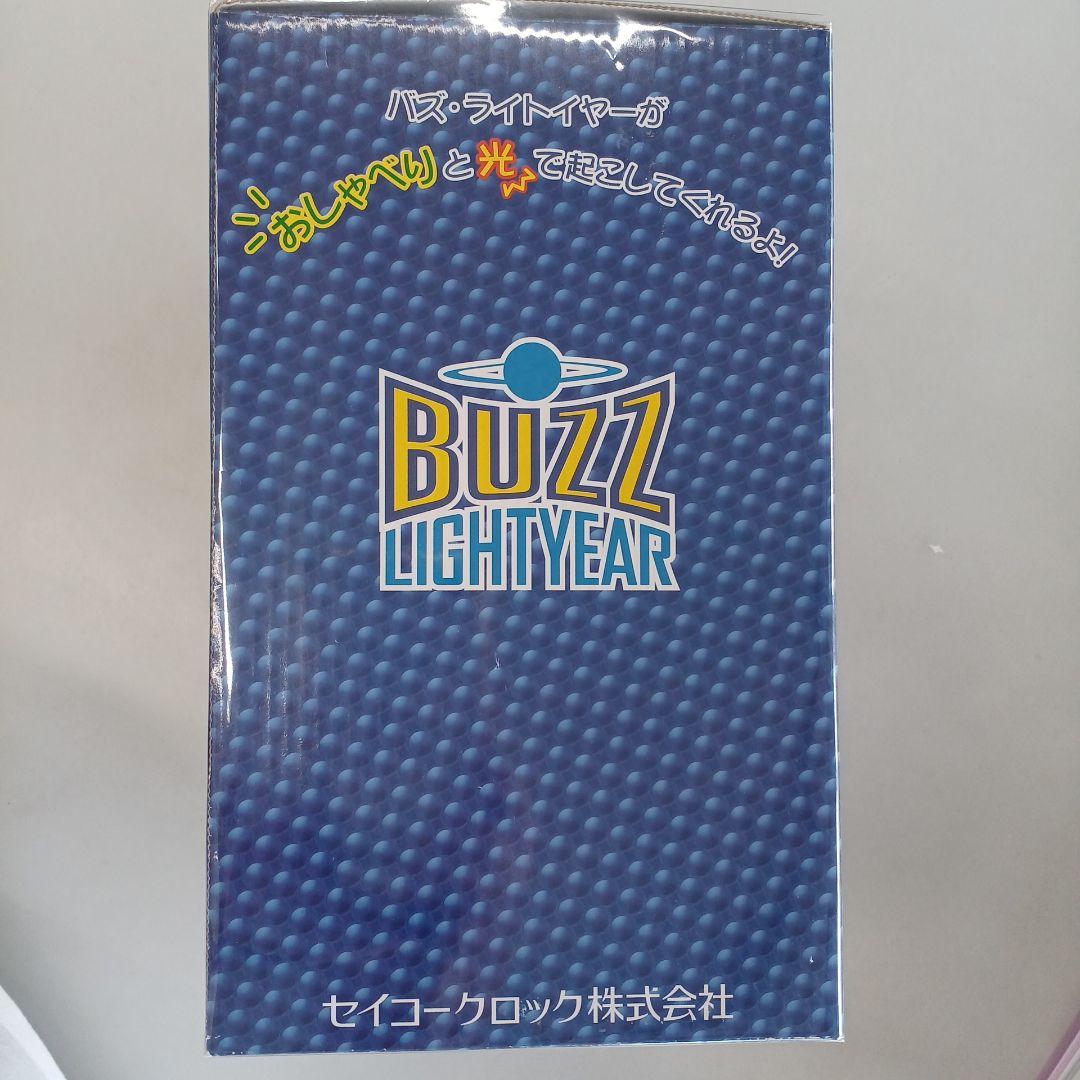 バズ・ライトイヤーが
おしゃべりと光で起こしてくれるよ!
BUZZ
LIGHTYEAR
セイコークロック株式会社